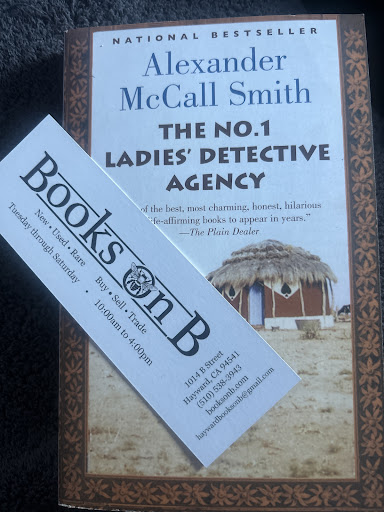 NATIONAL BESTSELLER
Alexander
McCall Smith
THE NO.1
LADIES' DETECTIVE
AGENCY
of the best, most charming, honest, hilarious
life-affirming books to appear in years."
—The Plain Dealer
Books on B
New • Used • Rare • Buy • Sell • Trade
Tuesday through Saturday • 10:00am to 4:00pm
1014 B Street
Hayward, CA 94541
(510) 538-3943
booksonb.com
haywardbooksonb@gmail.com